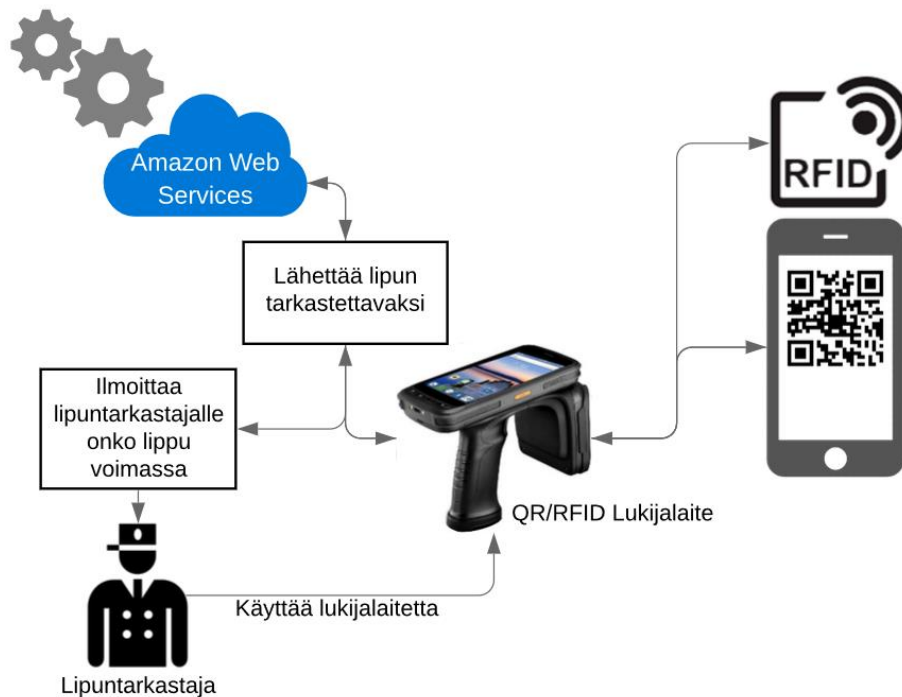 Amazon Web
Services
RFID
Lähettää lipun
tarkastettavaksi
Ilmoittaa
lipuntarkastajalle
onko lippu
voimassa
QR/RFID Lukijalaite
Käyttää lukijalaitetta
Lipuntarkastaja